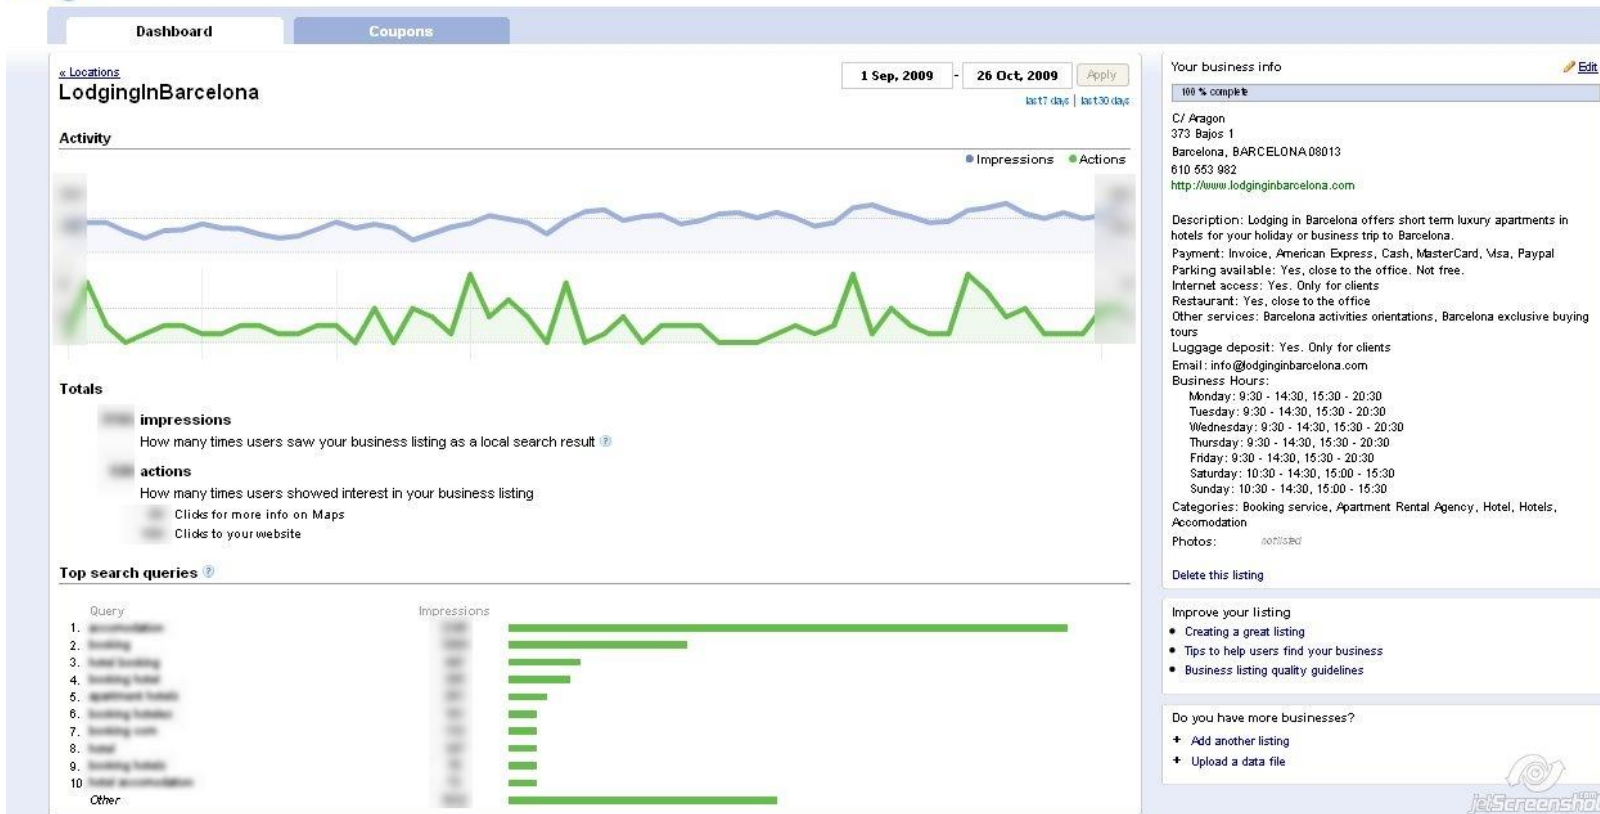 Dashboard
Coupons
« Locations
LodgingInBarcelona
1 Sep, 2009 - 26 Oct, 2009 Apply
last 7 days | last 30 days
Activity
Impressions Actions
Totals
impressions
How many times users saw your business listing as a local search result ?
actions
How many times users showed interest in your business listing
Clicks for more info on Maps
Clicks to your website
Top search queries ?
Query Impressions
1.
2.
3.
4.
5.
6.
7.
8.
9.
10
Other
Your business info Edit
100 % complete
C/ Aragon
373 Bajos 1
Barcelona, BARCELONA 08013
610 553 982
http://www.lodginginbarcelona.com
Description: Lodging in Barcelona offers short term luxury apartments in
hotels for your holiday or business trip to Barcelona.
Payment: Invoice, American Express, Cash, MasterCard, Visa, Paypal
Parking available: Yes, close to the office. Not free.
Internet access: Yes. Only for clients
Restaurant: Yes, close to the office
Other services: Barcelona activities orientations, Barcelona exclusive buying
tours
Luggage deposit: Yes. Only for clients
Email: info@lodginginbarcelona.com
Business Hours:
Monday: 9:30 - 14:30, 15:30 - 20:30
Tuesday: 9:30 - 14:30, 15:30 - 20:30
Wednesday: 9:30 - 14:30, 15:30 - 20:30
Thursday: 9:30 - 14:30, 15:30 - 20:30
Friday: 9:30 - 14:30, 15:30 - 20:30
Saturday: 10:30 - 14:30, 15:00 - 15:30
Sunday: 10:30 - 14:30, 15:00 - 15:30
Categories: Booking service, Apartment Rental Agency, Hotel, Hotels,
Accomodation
Photos: not listed
Delete this listing
Improve your listing
• Creating a great listing
• Tips to help users find your business
• Business listing quality guidelines
Do you have more businesses?
+ Add another listing
+ Upload a data file
jetScreenshot
.com